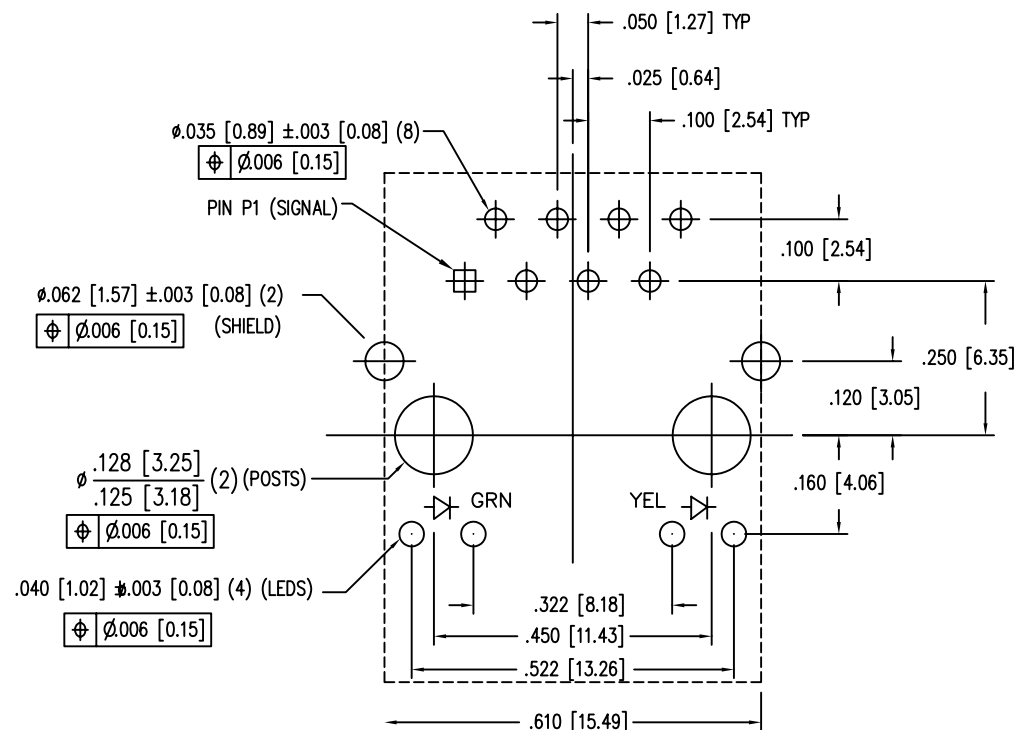 .050 [1.27] TYP
.025 [0.64]
.100 [2.54] TYP
⌀.035 [0.89] ±.003 [0.08] (8)
⌖ ⌀.006 [0.15]
PIN P1 (SIGNAL)
.100 [2.54]
⌀.062 [1.57] ±.003 [0.08] (2)
(SHIELD)
⌖ ⌀.006 [0.15]
.250 [6.35]
.120 [3.05]
⌀ .128 [3.25]
.125 [3.18]
(2) (POSTS)
⌖ ⌀.006 [0.15]
.160 [4.06]
GRN
YEL
.040 [1.02] ±.003 [0.08] (4) (LEDS)
⌖ ⌀.006 [0.15]
.322 [8.18]
.450 [11.43]
.522 [13.26]
.610 [15.49]